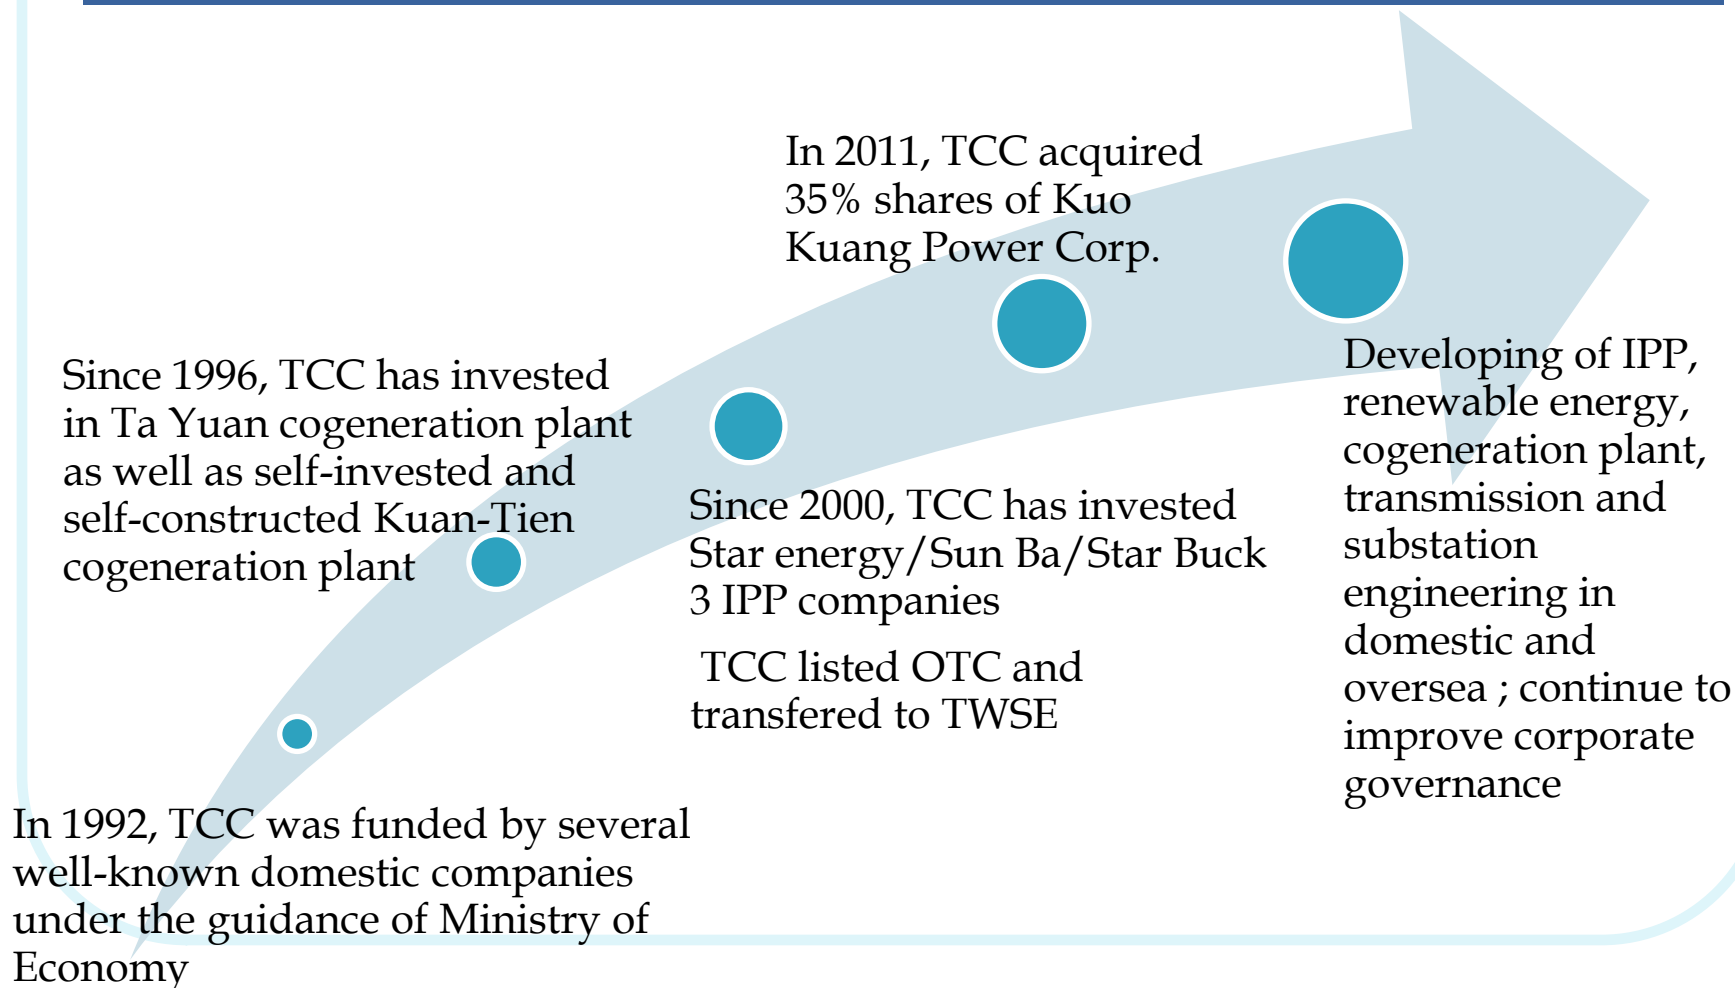 In 2011, TCC acquired
35% shares of Kuo
Kuang Power Corp.
Since 1996, TCC has invested
in Ta Yuan cogeneration plant
as well as self-invested and
self-constructed Kuan-Tien
cogeneration plant
Developing of IPP,
renewable energy,
cogeneration plant,
transmission and
substation
engineering in
domestic and
oversea ; continue to
improve corporate
governance
Since 2000, TCC has invested
Star energy/Sun Ba/Star Buck
3 IPP companies
TCC listed OTC and
transfered to TWSE
In 1992, TCC was funded by several
well-known domestic companies
under the guidance of Ministry of
Economy